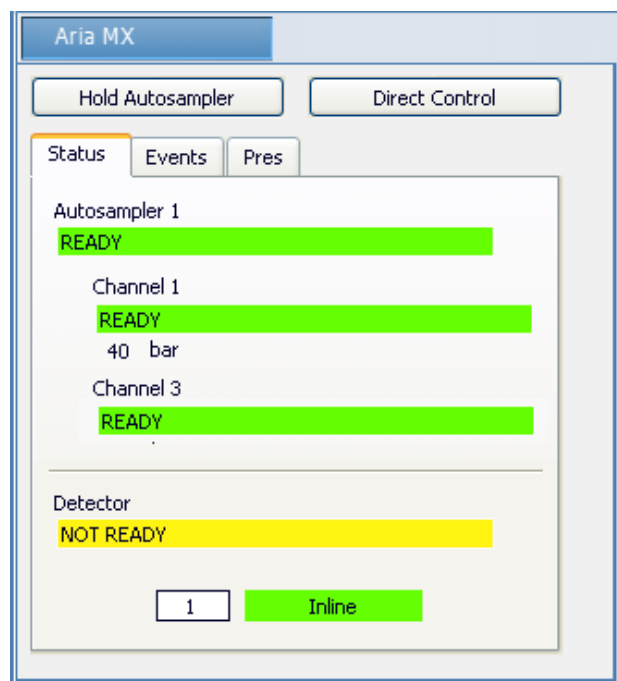 Aria MX
Hold Autosampler Direct Control
Status Events Pres
Autosampler 1
READY
Channel 1
READY
40 bar
Channel 3
READY
Detector
NOT READY
1 Inline